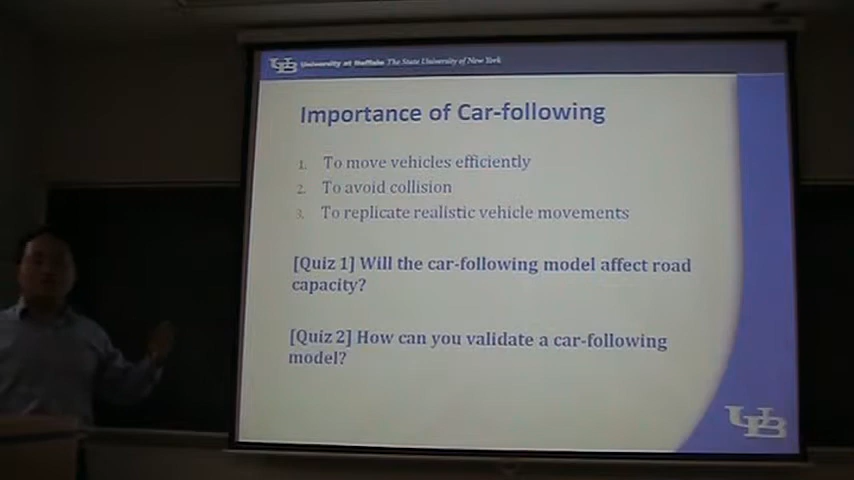 UB University at Buffalo The State University of New York
Importance of Car-following
1. To move vehicles efficiently
2. To avoid collision
3. To replicate realistic vehicle movements
[Quiz 1] Will the car-following model affect road
capacity?
[Quiz 2] How can you validate a car-following
model?
UB